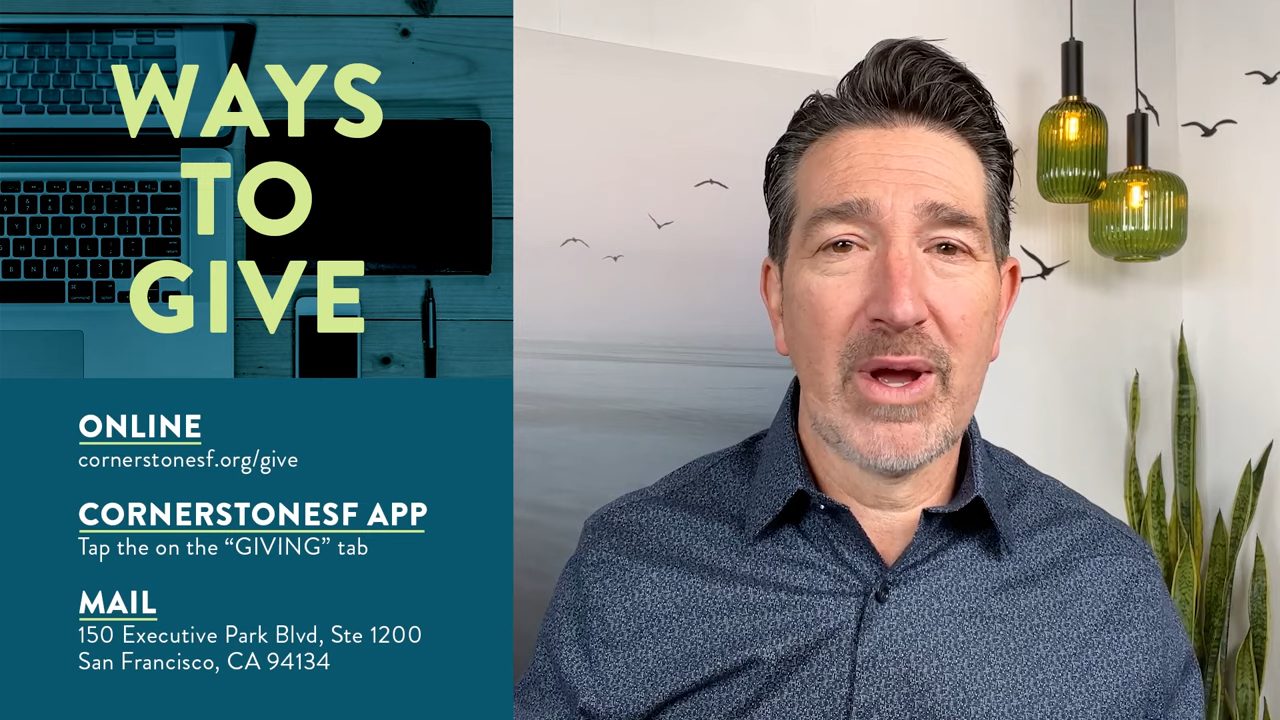 WAYS
TO
GIVE
ONLINE
cornerstonesf.org/give
CORNERSTONESF APP
Tap the on the “GIVING” tab
MAIL
150 Executive Park Blvd, Ste 1200
San Francisco, CA 94134